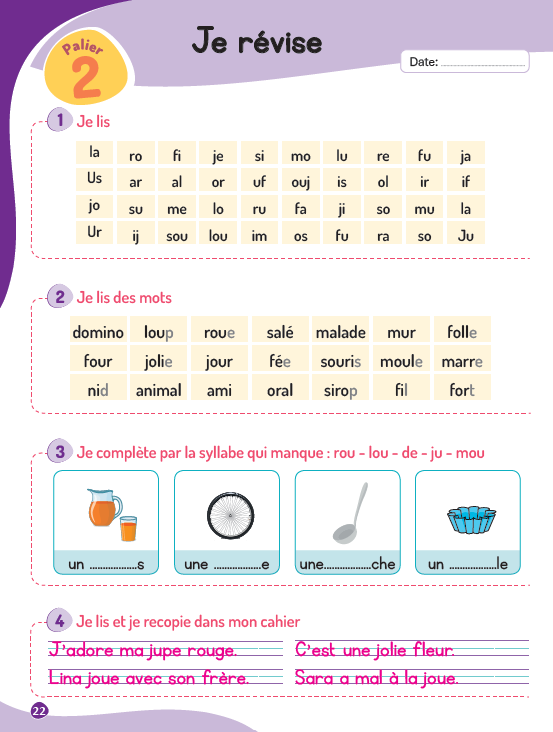 Je révise
Palier
2
Date: ........................
1 Je lis
la ro fi je si mo lu re fu ja
Us ar al or uf ouj is ol ir if
jo su me lo ru fa ji so mu la
Ur ij sou lou im os fu ra so Ju
2 Je lis des mots
domino loup roue salé malade mur folle
four jolie jour fée souris moule marre
nid animal ami oral sirop fil fort
3 Je complète par la syllabe qui manque : rou - lou - de - ju - mou
un ..................s une ..................e une..................che un ..................le
4 Je lis et je recopie dans mon cahier
J'adore ma jupe rouge. C'est une jolie fleur.
Lina joue avec son frère. Sara a mal à la joue.
22